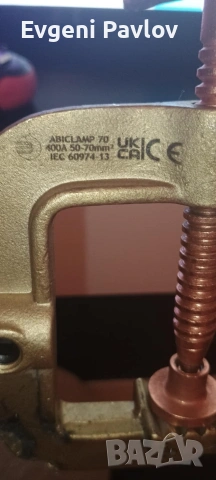 Evgeni Pavlov
ABICLAMP 70
400A 50-70mm²
IEC 60974-13
UK
CA
CE
BAZAR